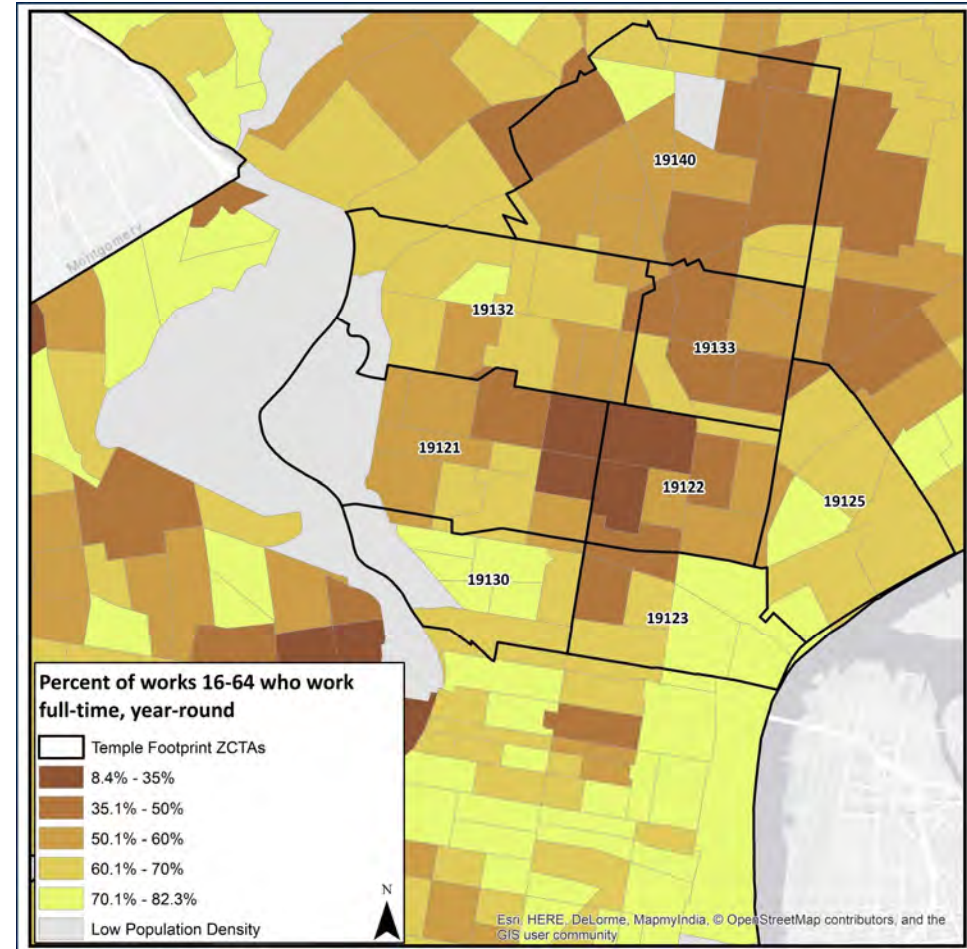 19140
Montgomery
19132
19133
19121
19122
19125
19130
19123
Percent of works 16-64 who work
full-time, year-round
Temple Footprint ZCTAs
8.4% - 35%
35.1% - 50%
50.1% - 60%
60.1% - 70%
70.1% - 82.3%
Low Population Density
N
Esri, HERE, DeLorme, MapmyIndia, © OpenStreetMap contributors, and the
GIS user community